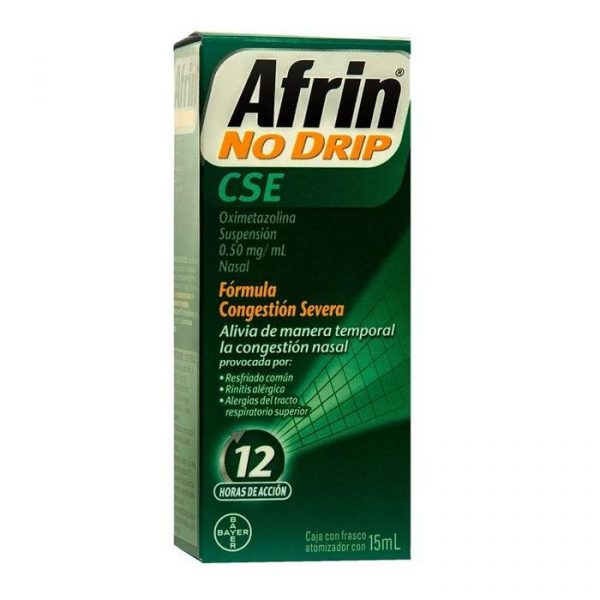 Afrin®
NO DRIP
CSE
Oximetazolina
Suspensión
0.50 mg/ mL
Nasal
Fórmula
Congestión Severa
Alivia de manera temporal
la congestión nasal
provocada por:
• Resfriado común
• Rinitis alérgica
• Alergias del tracto
respiratorio superior
12
HORAS DE ACCIÓN
BAYER
BAYER
Caja con frasco
atomizador con 15mL